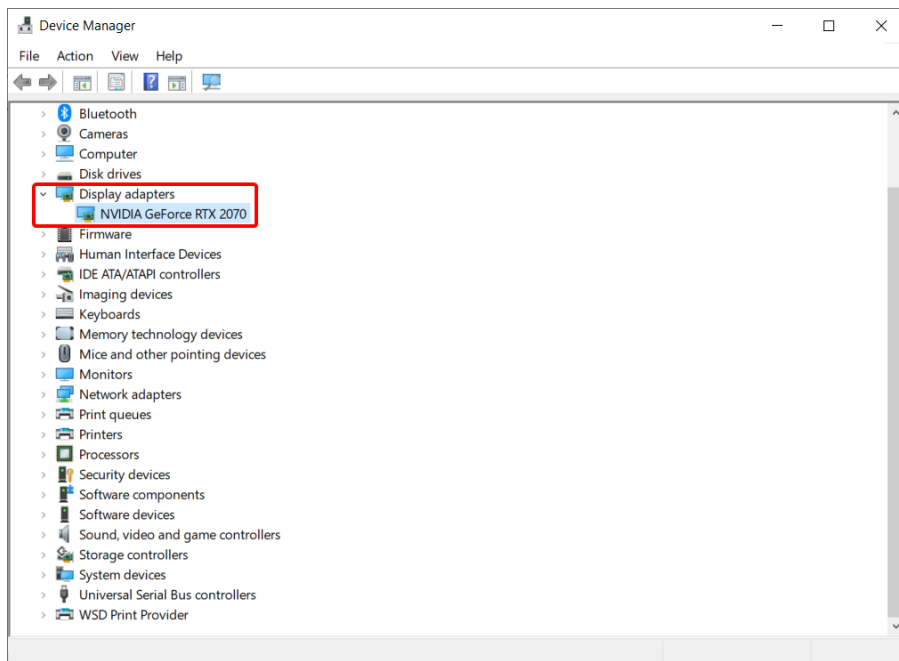 Device Manager
File Action View Help
Bluetooth
Cameras
Computer
Disk drives
Display adapters
NVIDIA GeForce RTX 2070
Firmware
Human Interface Devices
IDE ATA/ATAPI controllers
Imaging devices
Keyboards
Memory technology devices
Mice and other pointing devices
Monitors
Network adapters
Print queues
Printers
Processors
Security devices
Software components
Software devices
Sound, video and game controllers
Storage controllers
System devices
Universal Serial Bus controllers
WSD Print Provider